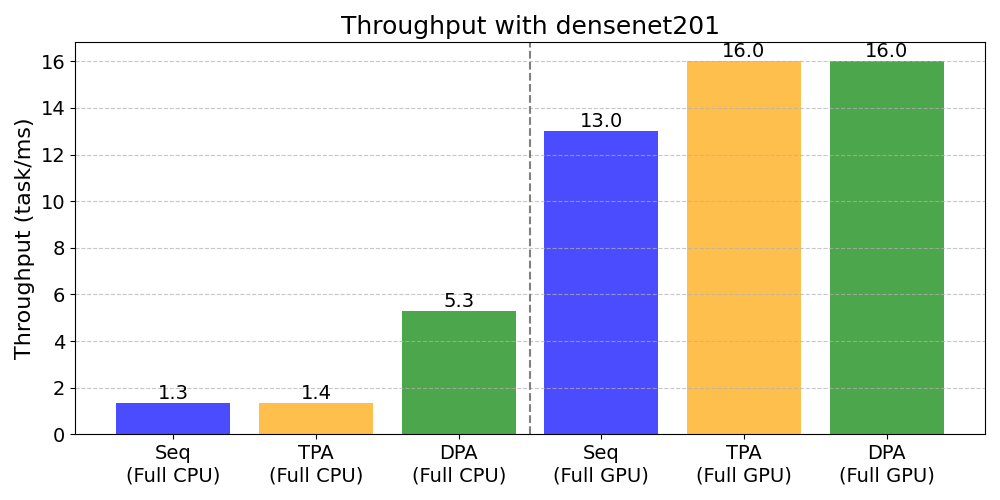 Throughput with densenet201
Throughput (task/ms)
16
14
12
10
8
6
4
2
0
1.3
1.4
5.3
13.0
16.0
16.0
Seq
(Full CPU)
TPA
(Full CPU)
DPA
(Full CPU)
Seq
(Full GPU)
TPA
(Full GPU)
DPA
(Full GPU)